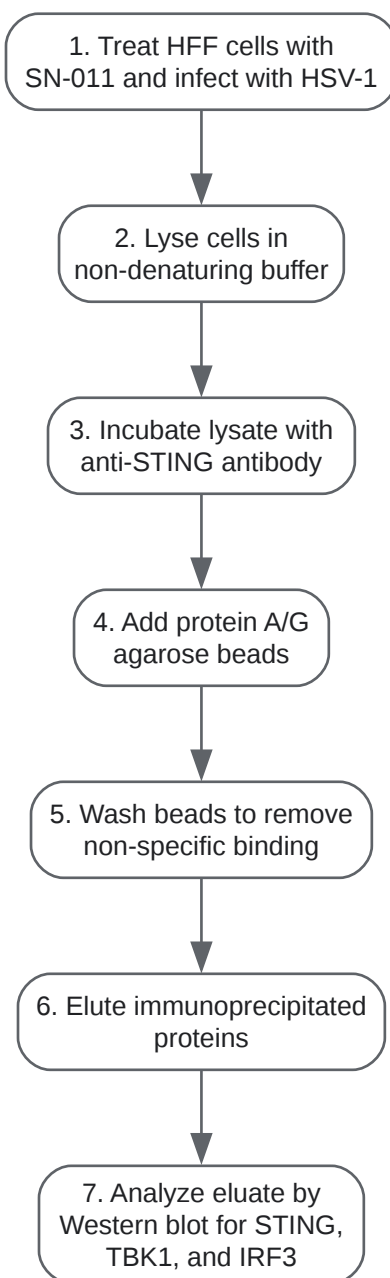 1. Treat HFF cells with
SN-011 and infect with HSV-1
2. Lyse cells in
non-denaturing buffer
3. Incubate lysate with
anti-STING antibody
4. Add protein A/G
agarose beads
5. Wash beads to remove
non-specific binding
6. Elute immunoprecipitated
proteins
7. Analyze eluate by
Western blot for STING,
TBK1, and IRF3